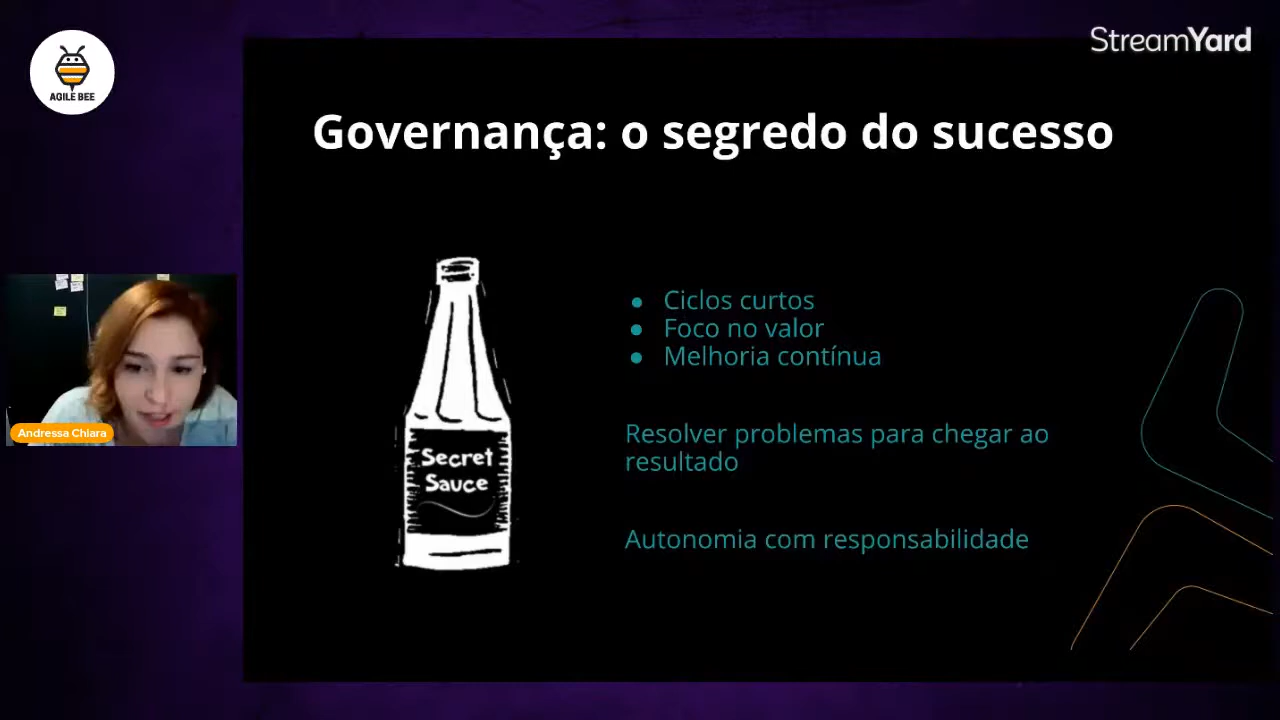 AGILE BEE
StreamYard
Governança: o segredo do sucesso
Secret
Sauce
● Ciclos curtos
● Foco no valor
● Melhoria contínua
Resolver problemas para chegar ao
resultado
Autonomia com responsabilidade
Andressa Chiara